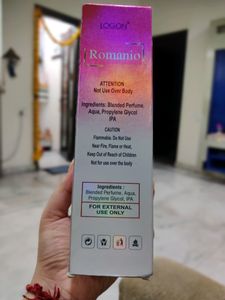 LOGON
Romanio
ATTENTION
Not Use Over Body
Ingredients: Blended Perfume,
Aqua, Propylene Glycol
IPA
CAUTION
Flammable. Do Not Use
Near Fire, Flame or Heat,
Keep Out of Reach of Children
Not for use over the body
Ingredients :
Blended Perfume, Aqua,
Propylene Glycol, IPA
FOR EXTERNAL
USE ONLY